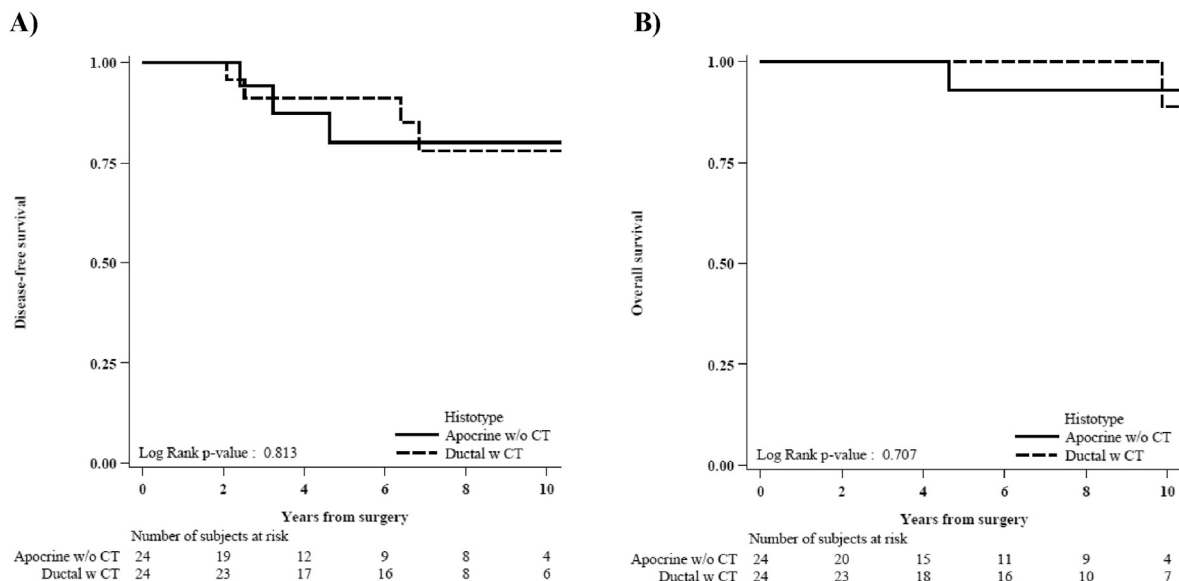 A)
1.00
0.75
0.50
0.25
0.00
Disease-free survival
Histotype
Apocrine w/o CT
Ductal w CT
Log Rank p-value : 0.813
0 2 4 6 8 10
Years from surgery
Number of subjects at risk
Apocrine w/o CT 24 19 12 9 8 4
Ductal w CT 24 23 17 16 8 6
B)
1.00
0.75
0.50
0.25
0.00
Overall survival
Histotype
Apocrine w/o CT
Ductal w CT
Log Rank p-value : 0.707
0 2 4 6 8 10
Years from surgery
Number of subjects at risk
Apocrine w/o CT 24 20 15 11 9 4
Ductal w CT 24 23 18 16 10 7